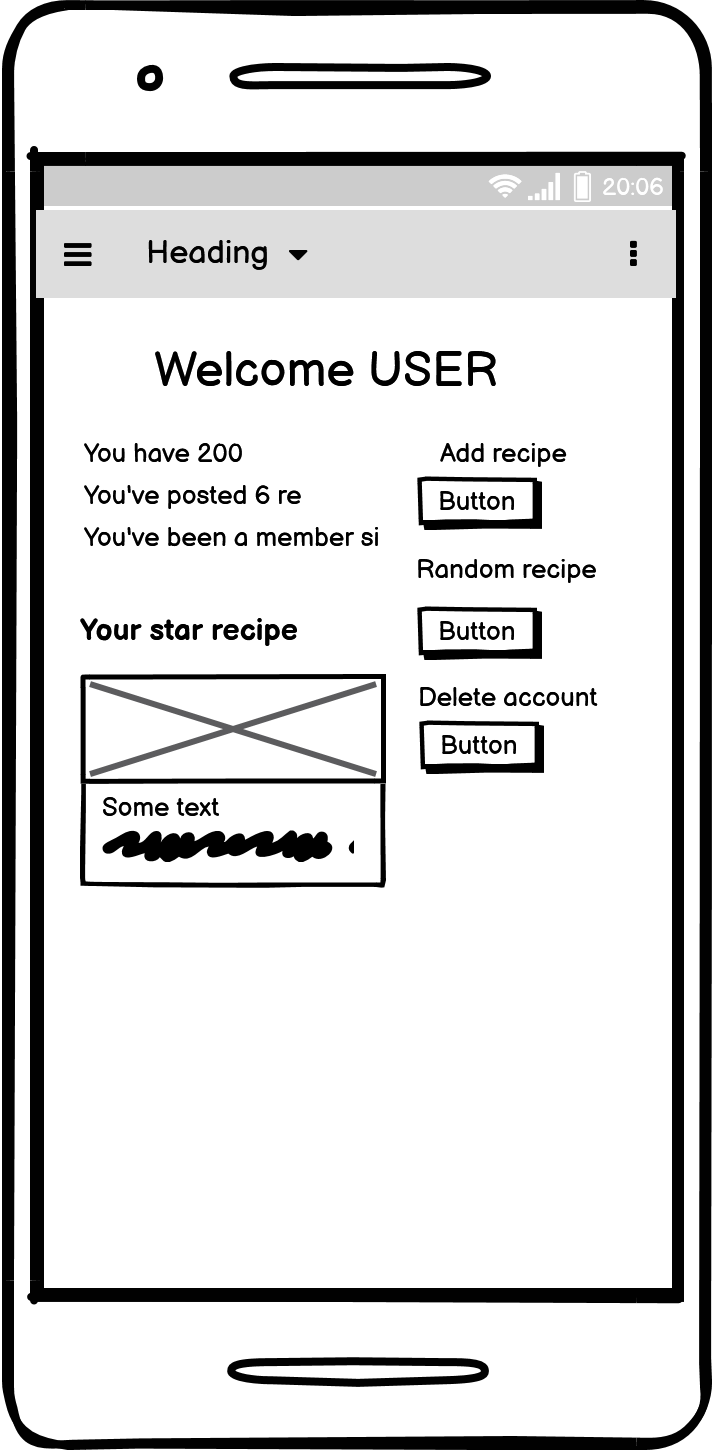 20:06
Heading
Welcome USER
You have 200
You've posted 6 re
You've been a member si
Your star recipe
Some text
Add recipe
Button
Random recipe
Button
Delete account
Button